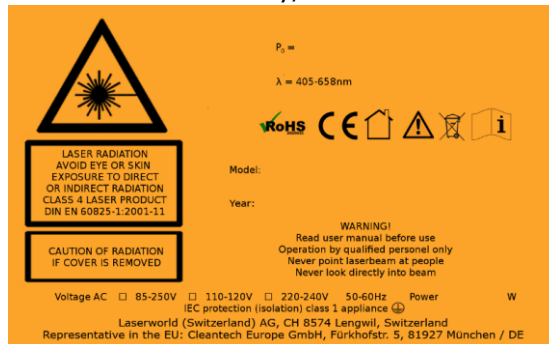 P₀ =
λ = 405-658nm
RoHS CE i
LASER RADIATION
AVOID EYE OR SKIN
EXPOSURE TO DIRECT
OR INDIRECT RADIATION
CLASS 4 LASER PRODUCT
DIN EN 60825-1:2001-11
CAUTION OF RADIATION
IF COVER IS REMOVED
Model:
Year:
WARNING!
Read user manual before use
Operation by qualified personel only
Never point laserbeam at people
Never look directly into beam
Voltage AC ☐ 85-250V ☐ 110-120V ☐ 220-240V 50-60Hz Power W
IEC protection (isolation) class 1 appliance
Laserworld (Switzerland) AG, CH 8574 Lengwil, Switzerland
Representative in the EU: Cleantech Europe GmbH, Fürkhofstr. 5, 81927 München / DE